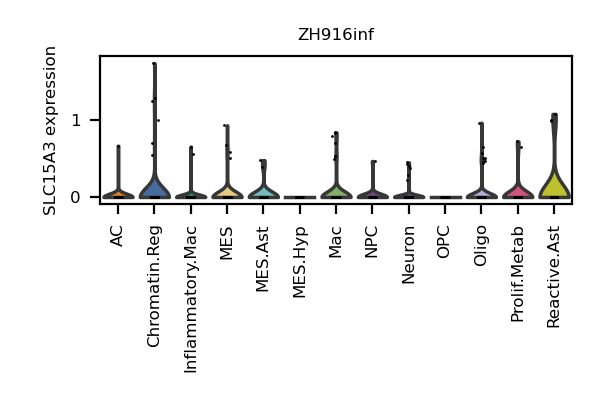 ZH916inf
SLC15A3 expression
1
0
AC
Chromatin.Reg
Inflammatory.Mac
MES
MES.Ast
MES.Hyp
Mac
NPC
Neuron
OPC
Oligo
Prolif.Metab
Reactive.Ast